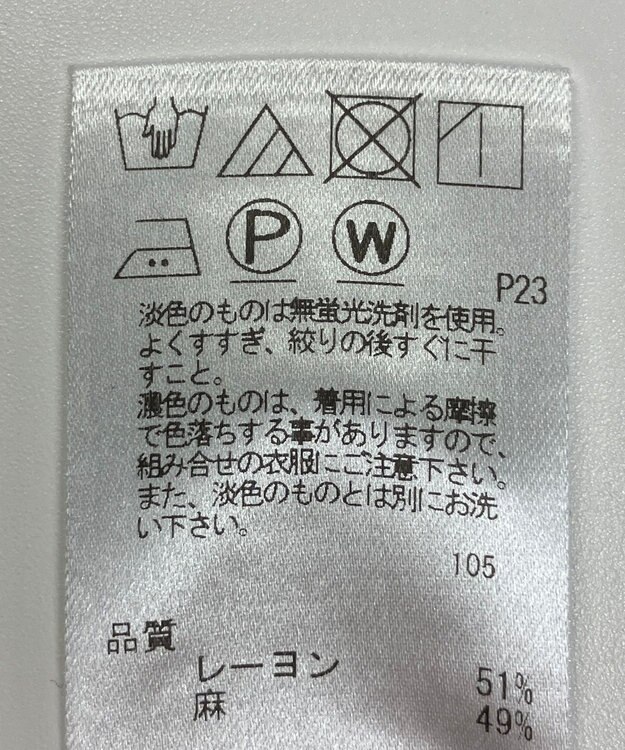 P W
P23
淡色のものは無蛍光洗剤を使用。
よくすすぎ、絞りの後すぐに干
すこと。
濃色のものは、着用による摩擦
で色落ちする事がありますので、
組み合せの衣服にご注意下さい。
また、淡色のものとは別にお洗
い下さい。
105
品質
レーヨン 51%
麻 49%